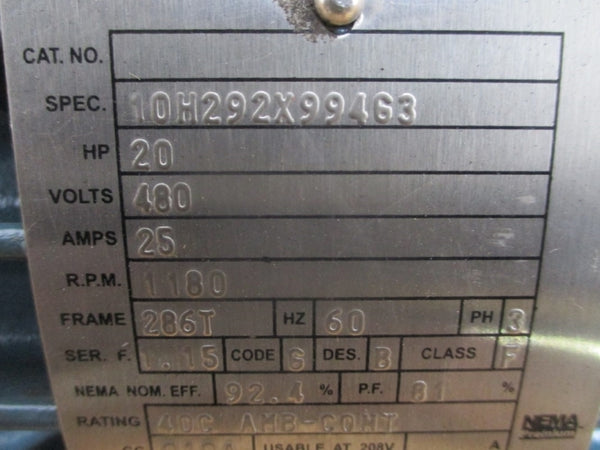 CAT. NO.
SPEC. 10H292X994G3
HP 20
VOLTS 480
AMPS 25
R.P.M. 1180
FRAME 286T HZ 60 PH 3
SER. F. 1.15 CODE G DES. B CLASS F
NEMA NOM. EFF. 92.4 % P.F. 81 %
RATING 40C AMB-CONT NEMA
USABLE AT 208V A